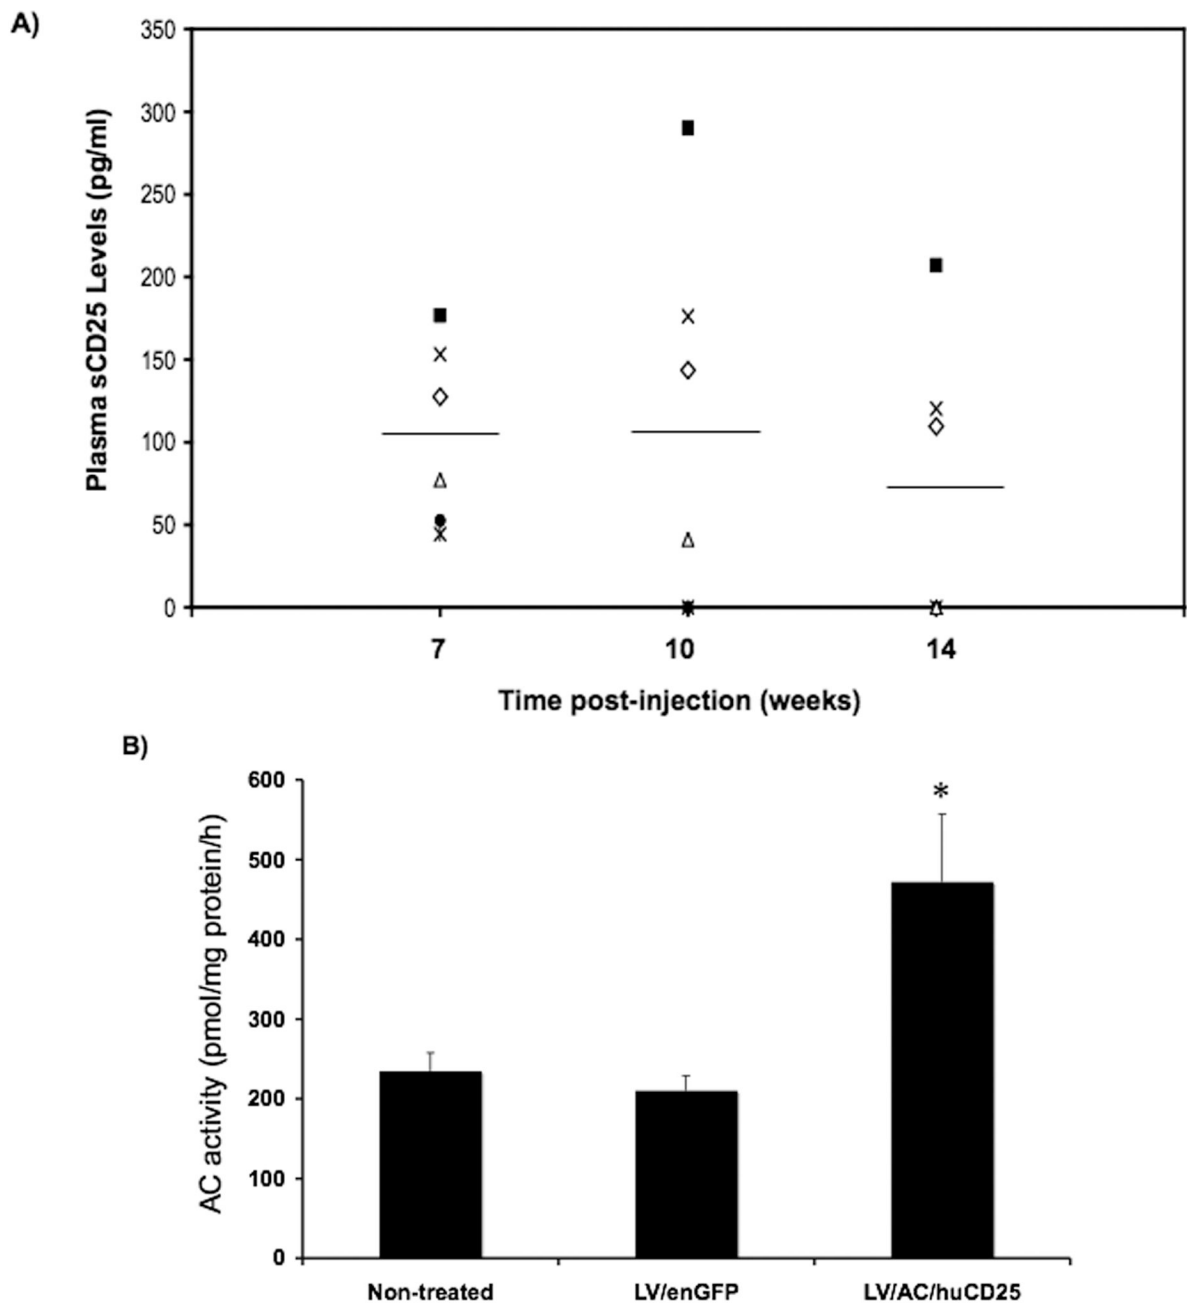 A)
350
300
250
200
150
100
50
0
Plasma sCD25 Levels (pg/ml)
7 10 14
Time post-injection (weeks)
B)
600
500
400
300
200
100
0
AC activity (pmol/mg protein/h)
*
Non-treated LV/enGFP LV/AC/huCD25